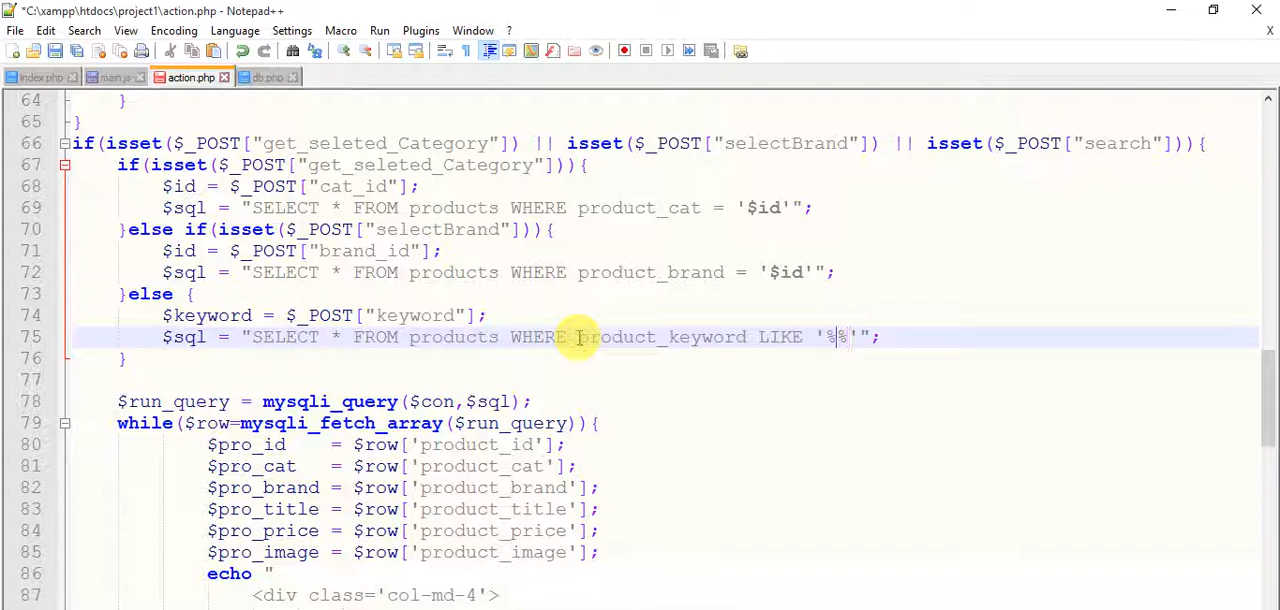 *C:\xampp\htdocs\project1\action.php - Notepad++
File Edit Search View Encoding Language Settings Macro Run Plugins Window ? X
index.php main.js action.php db.php
64 }
65 }
66 if(isset($_POST["get_seleted_Category"]) || isset($_POST["selectBrand"]) || isset($_POST["search"])){
67 if(isset($_POST["get_seleted_Category"])){
68 $id = $_POST["cat_id"];
69 $sql = "SELECT * FROM products WHERE product_cat = '$id'";
70 }else if(isset($_POST["selectBrand"])){
71 $id = $_POST["brand_id"];
72 $sql = "SELECT * FROM products WHERE product_brand = '$id'";
73 }else {
74 $keyword = $_POST["keyword"];
75 $sql = "SELECT * FROM products WHERE product_keyword LIKE '%%'";
76 }
77
78 $run_query = mysqli_query($con,$sql);
79 while($row=mysqli_fetch_array($run_query)){
80 $pro_id = $row['product_id'];
81 $pro_cat = $row['product_cat'];
82 $pro_brand = $row['product_brand'];
83 $pro_title = $row['product_title'];
84 $pro_price = $row['product_price'];
85 $pro_image = $row['product_image'];
86 echo "
87 <div class='col-md-4'>